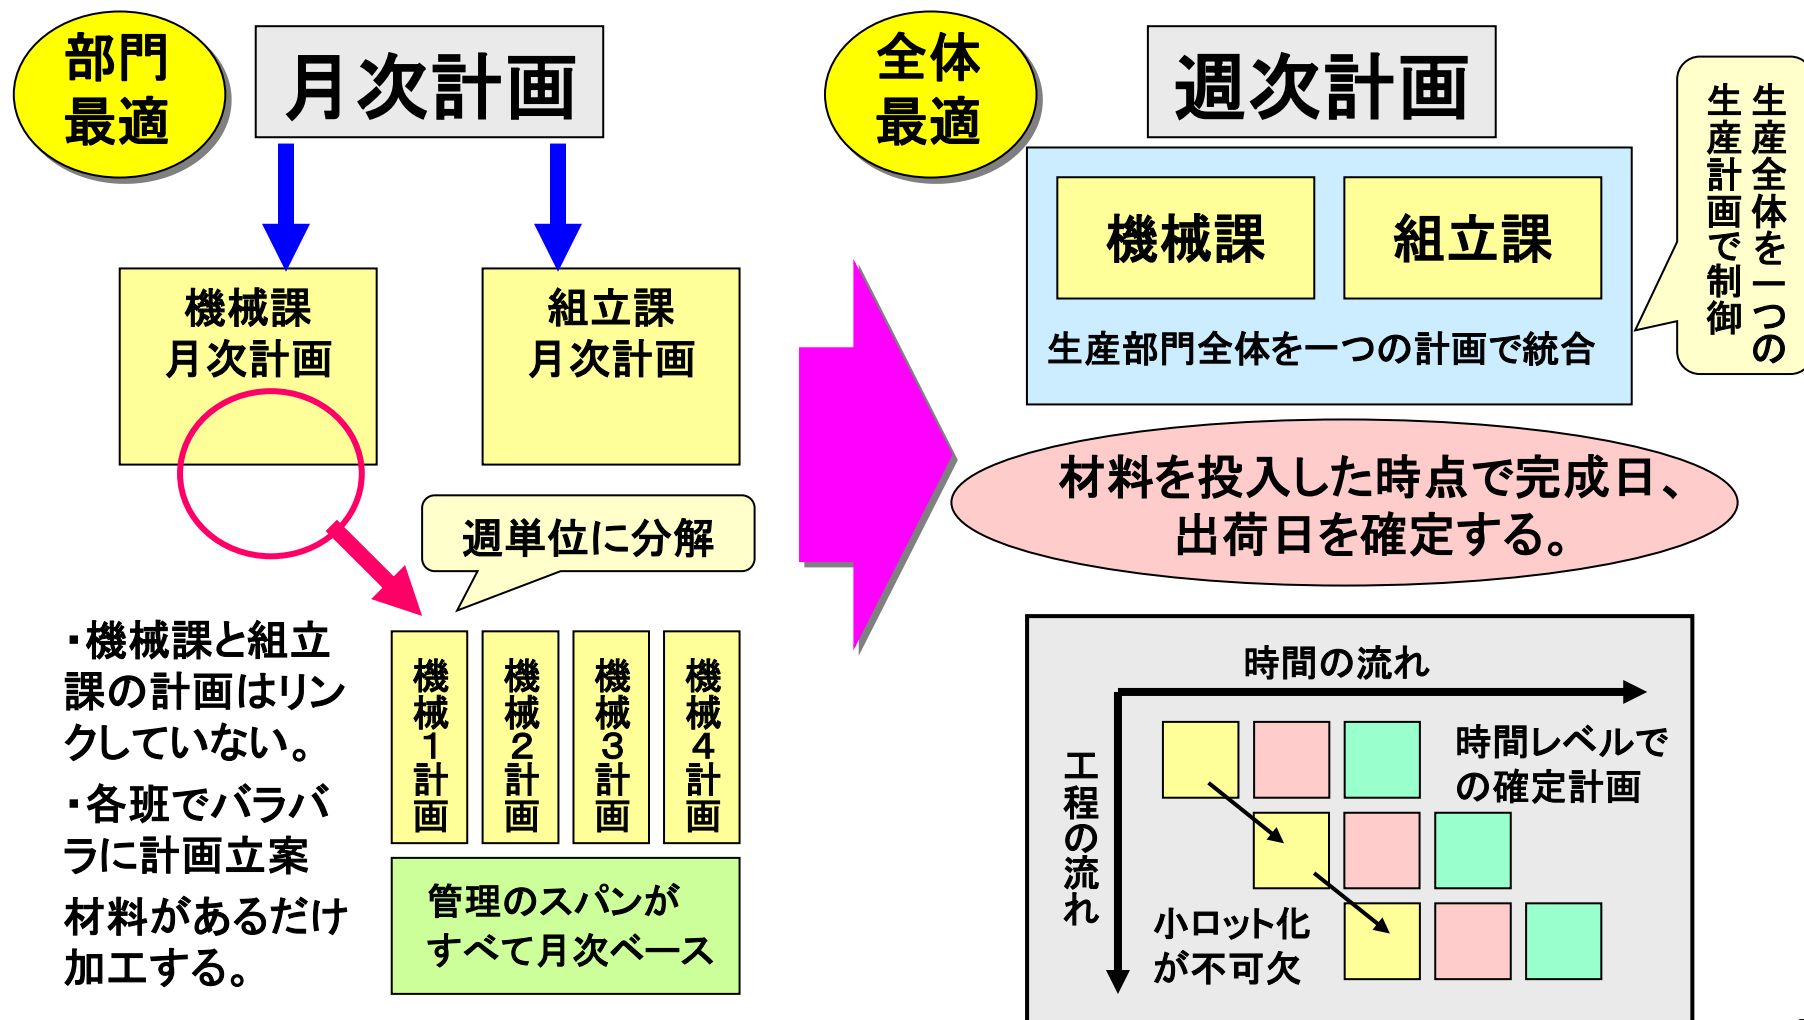 部門
最適
月次計画
機械課
月次計画
組立課
月次計画
週単位に分解
・機械課と組立
課の計画はリン
クしていない。
・各班でバラバ
ラに計画立案
材料があるだけ
加工する。
機械1計画
機械2計画
機械3計画
機械4計画
管理のスパンが
すべて月次ベース
全体
最適
週次計画
機械課
組立課
生産部門全体を一つの計画で統合
生産全体を一つの
生産計画で制御
材料を投入した時点で完成日、
出荷日を確定する。
時間の流れ
工程の流れ
時間レベルで
の確定計画
小ロット化
が不可欠